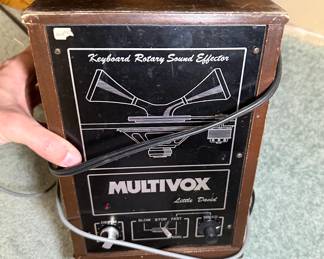 Keyboard Rotary Sound Effector
MULTIVOX
Little David
SLOW STOP FAST